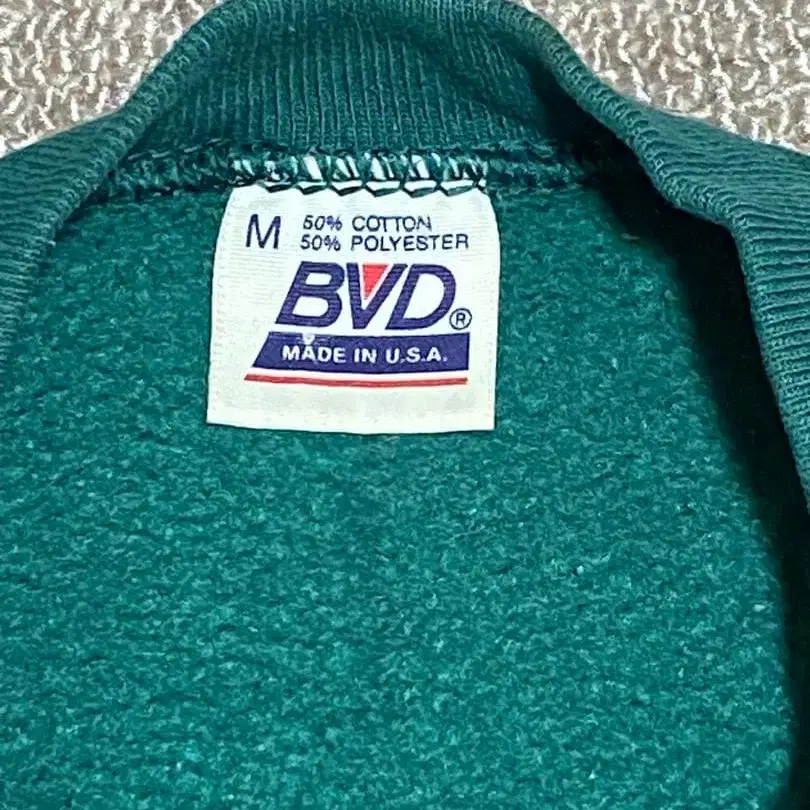 M 50% COTTON
50% POLYESTER
BVD®
MADE IN U.S.A.